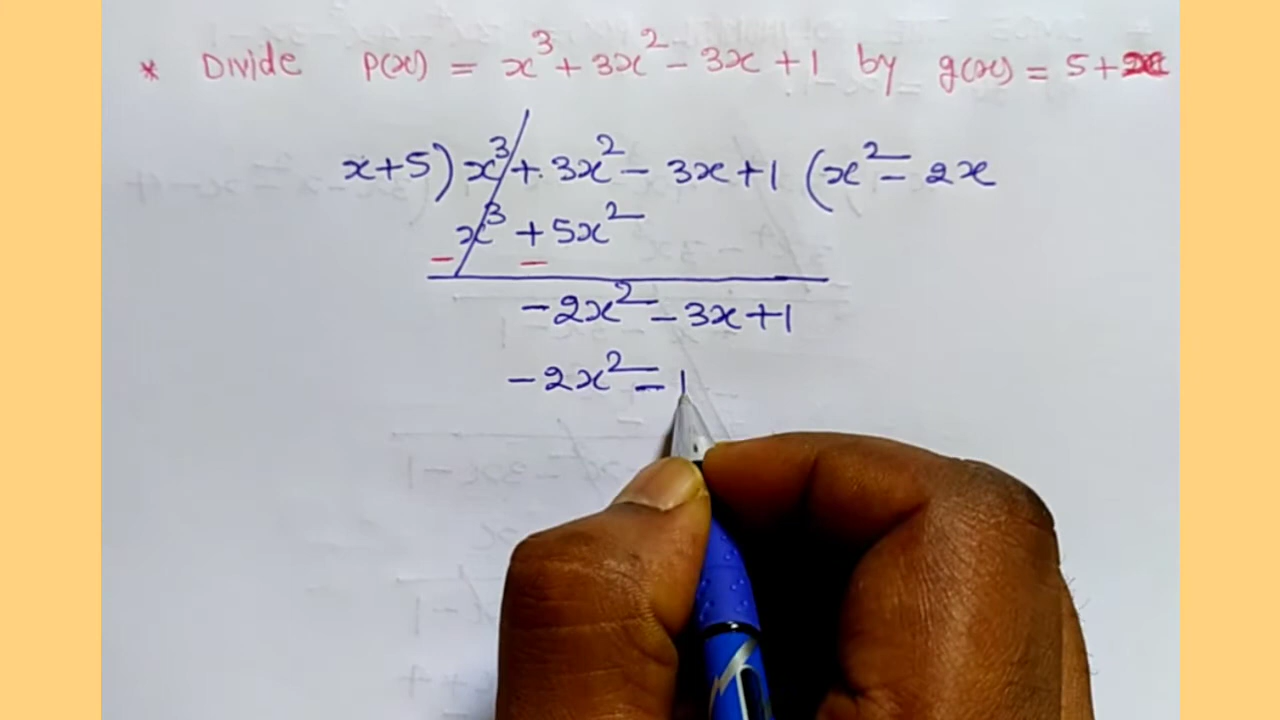 * Divide p(x) = x³ + 3x² - 3x + 1 by g(x) = 5 + x
x+5) x³ + 3x² - 3x + 1 (x² - 2x
x³ + 5x²
- -
-2x² - 3x + 1
-2x² - 1